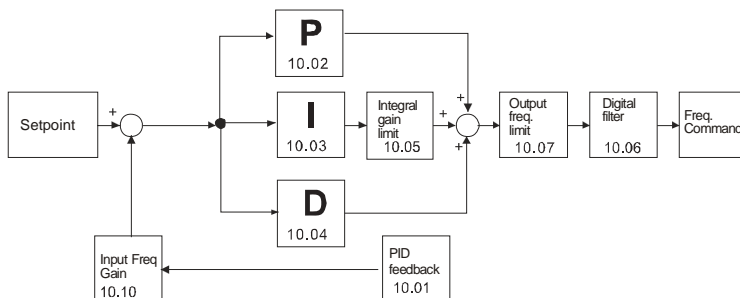 P
10.02
Setpoint
+
I
10.03
Integral
gain
limit
10.05
+
+
+
Output
freq.
limit
10.07
Digital
filter
10.06
Freq.
Command
D
10.04
Input Freq
Gain
10.10
PID
feedback
10.01